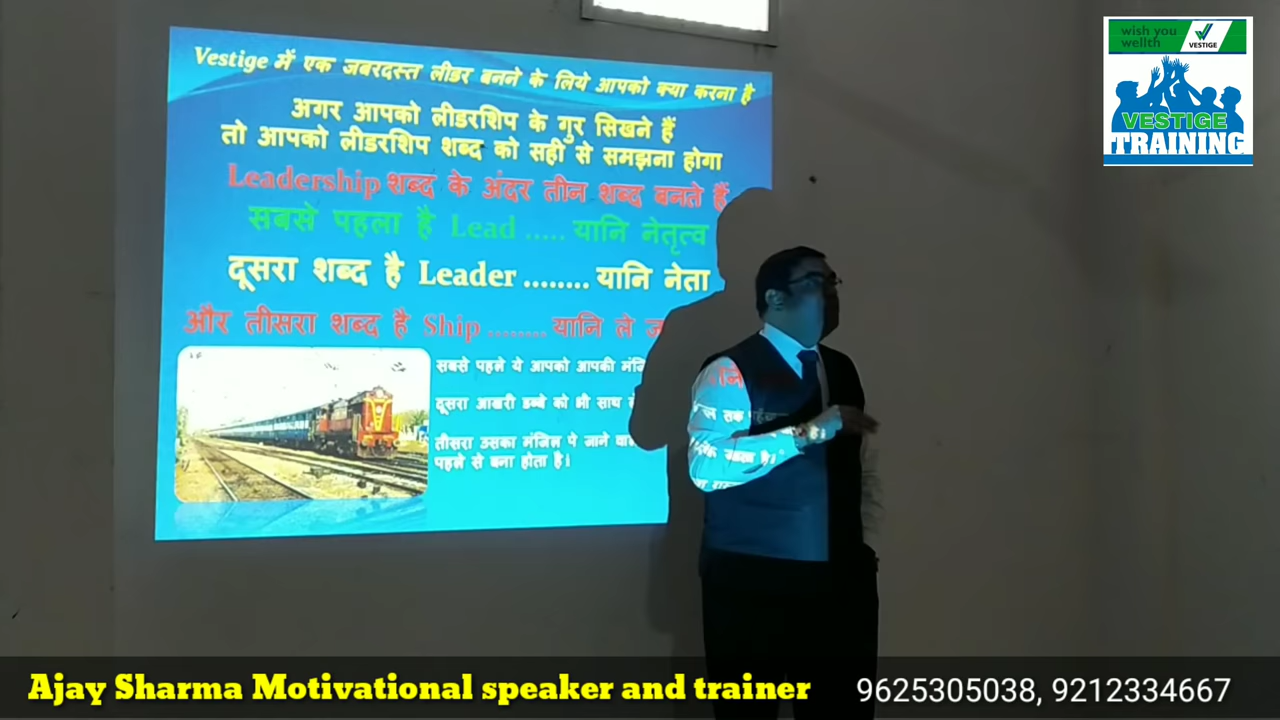 Vestige में एक जबरदस्त लीडर बनने के लिये आपको क्या करना है
अगर आपको लीडरशिप के गुर सिखने हैं
तो आपको लीडरशिप शब्द को सही से समझना होगा
Leadership शब्द के अंदर तीन शब्द बनते हैं
सबसे पहला है Lead ..... यानि नेतृत्व
दूसरा शब्द है Leader ........ यानि नेता
और तीसरा शब्द है Ship ........ यानि ले
सबसे पहले ये आपको आपकी
दूसरा आखरी डब्बे को भी साथ
तीसरा उसका मंजिल पे जाने
पहले से बना होता है।
wish you
wellth
VESTIGE
VESTIGE
TRAINING
Ajay Sharma Motivational speaker and trainer
9625305038, 9212334667